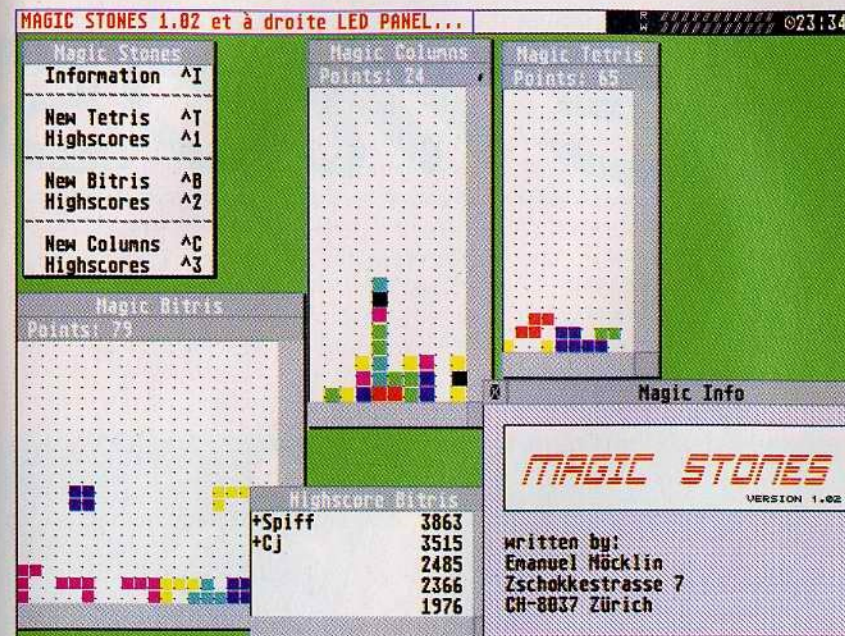 MAGIC STONES 1.02 et à droite LED PANEL...
R
W
©23:34
Magic Stones
Information ^I
New Tetris ^T
Highscores ^1
New Bitris ^B
Highscores ^2
New Columns ^C
Highscores ^3
Magic Columns
Points: 24
Magic Tetris
Points: 65
Magic Bitris
Points: 79
Highscore Bitris
+Spiff 3863
+Cj 3515
2485
2366
1976
Magic Info
MAGIC STONES
VERSION 1.02
written by:
Emanuel Möcklin
Zschokkestrasse 7
CH-8037 Zürich